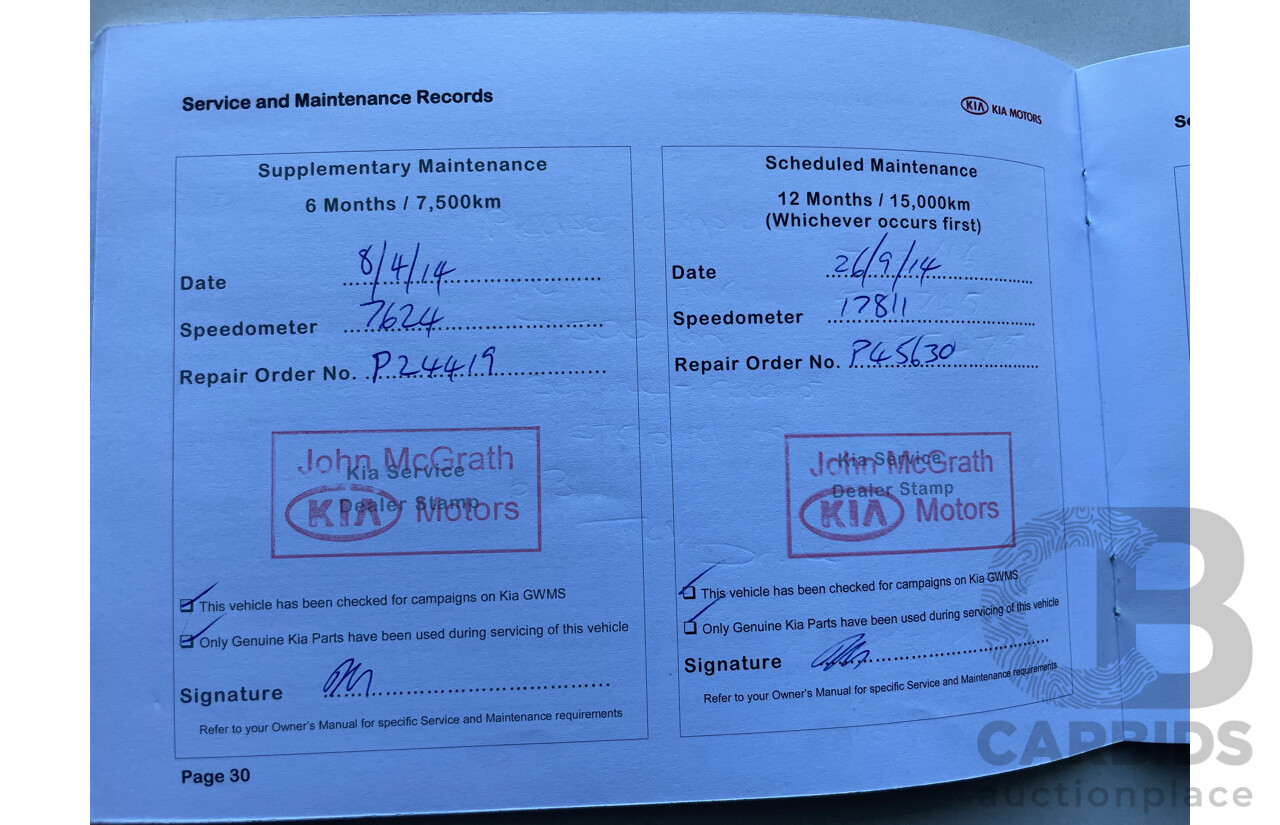 Service and Maintenance Records
KIA KIA MOTORS
Supplementary Maintenance
6 Months / 7,500km
Date 8/4/14
Speedometer 7624
Repair Order No. P24419
John McGrath
Kia Service
Dealer Stamp
KIA Motors
This vehicle has been checked for campaigns on Kia GWMS
Only Genuine Kia Parts have been used during servicing of this vehicle
Signature
Refer to your Owner's Manual for specific Service and Maintenance requirements
Page 30
Scheduled Maintenance
12 Months / 15,000km
(Whichever occurs first)
Date 26/9/14
Speedometer 17811
Repair Order No. P45630
Kia Service
John McGrath
Dealer Stamp
KIA Motors
This vehicle has been checked for campaigns on Kia GWMS
Only Genuine Kia Parts have been used during servicing of this vehicle
Signature
Refer to your Owner's Manual for specific Service and Maintenance requirements
CB
CARBIDS
auctionplace